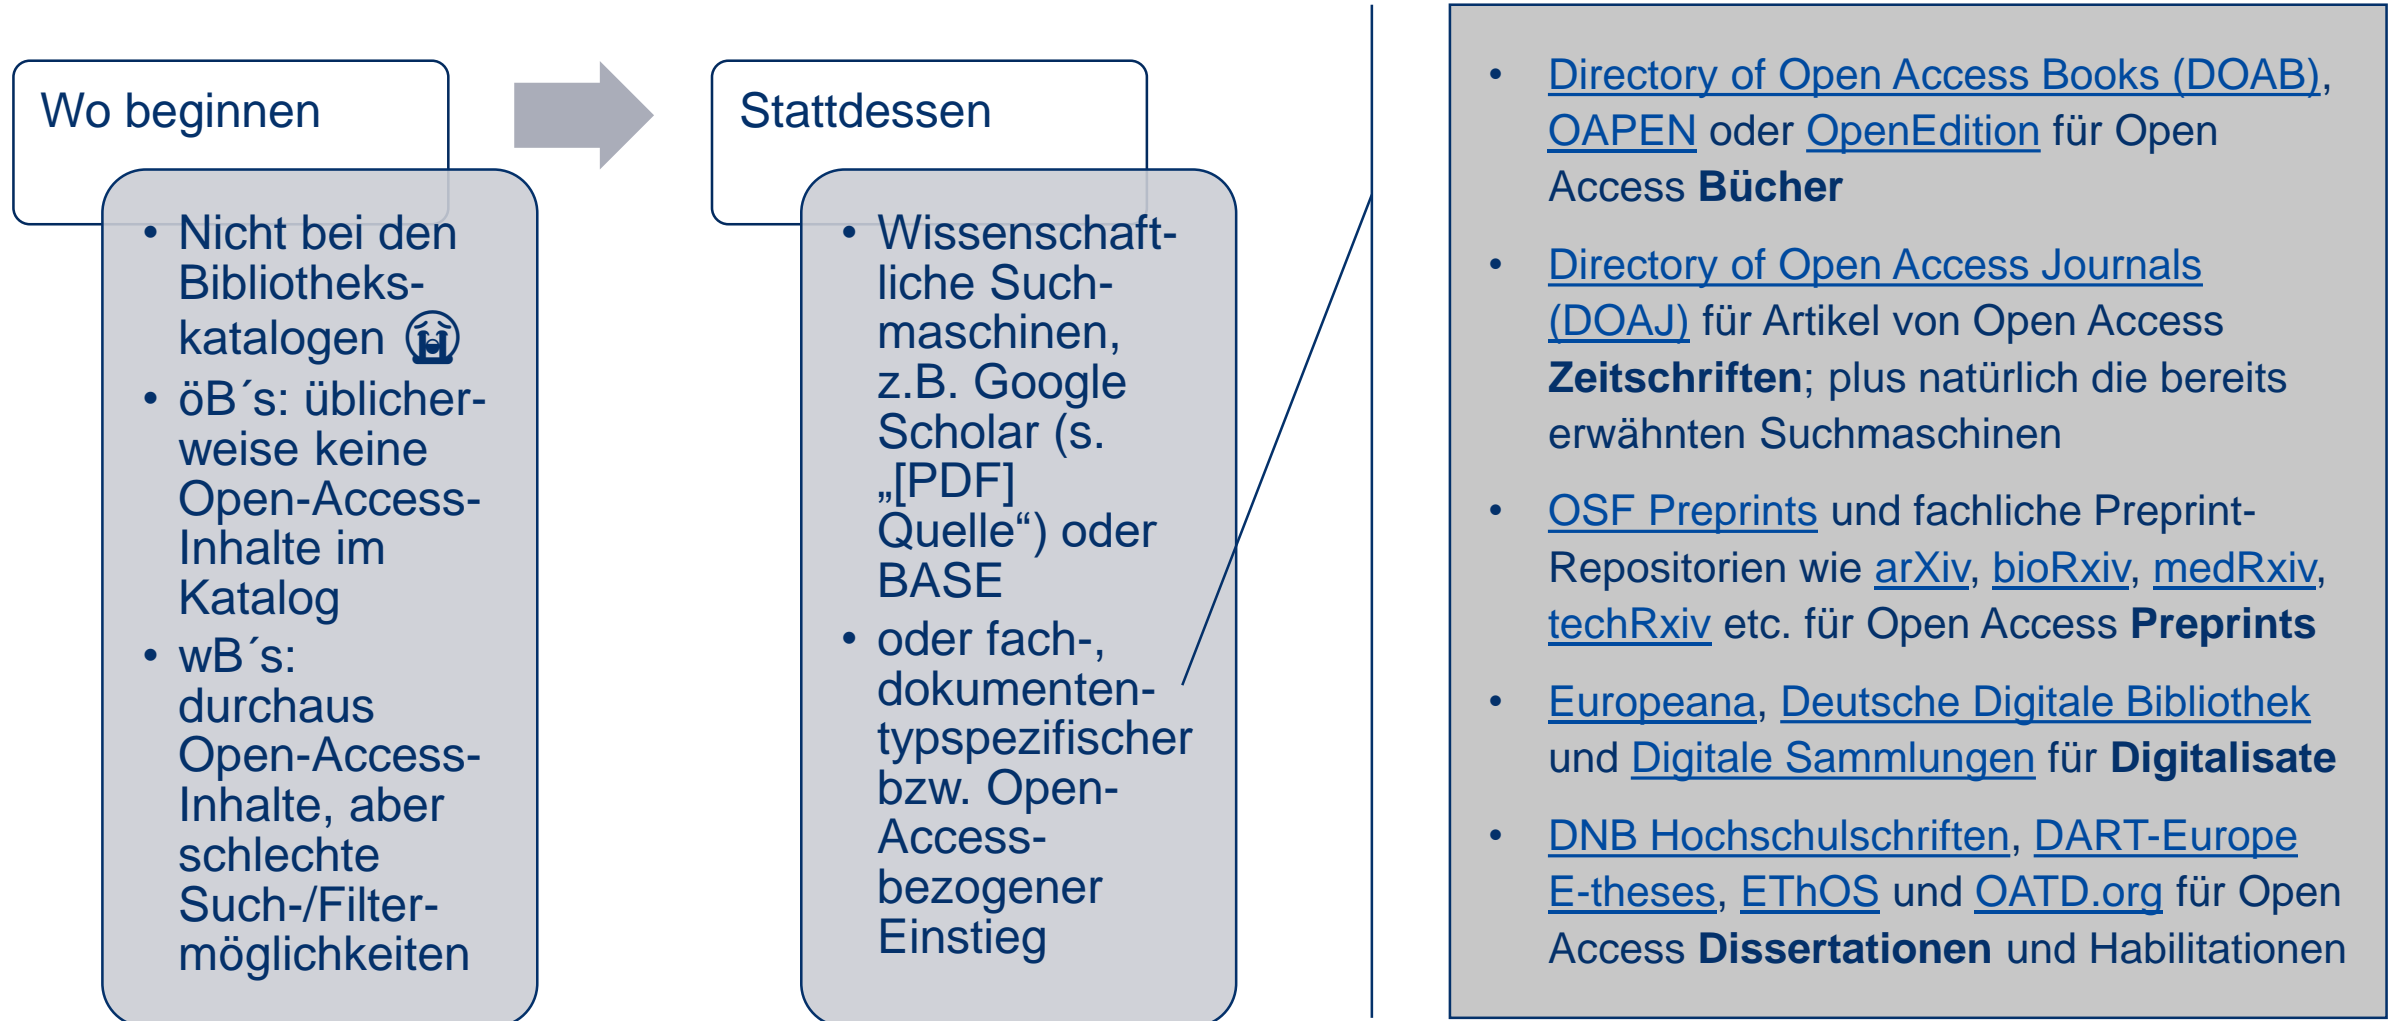 Wo beginnen
• Nicht bei den
Bibliotheks-
katalogen 😭
• öB´s: üblicher-
weise keine
Open-Access-
Inhalte im
Katalog
• wB´s:
durchaus
Open-Access-
Inhalte, aber
schlechte
Such-/Filter-
möglichkeiten
Stattdessen
• Wissenschaft-
liche Such-
maschinen,
z.B. Google
Scholar (s.
„[PDF]
Quelle“) oder
BASE
• oder fach-,
dokumenten-
typspezifischer
bzw. Open-
Access-
bezogener
Einstieg
• Directory of Open Access Books (DOAB),
OAPEN oder OpenEdition für Open
Access Bücher
• Directory of Open Access Journals
(DOAJ) für Artikel von Open Access
Zeitschriften; plus natürlich die bereits
erwähnten Suchmaschinen
• OSF Preprints und fachliche Preprint-
Repositorien wie arXiv, bioRxiv, medRxiv,
techRxiv etc. für Open Access Preprints
• Europeana, Deutsche Digitale Bibliothek
und Digitale Sammlungen für Digitalisate
• DNB Hochschulschriften, DART-Europe
E-theses, EThOS und OATD.org für Open
Access Dissertationen und Habilitationen